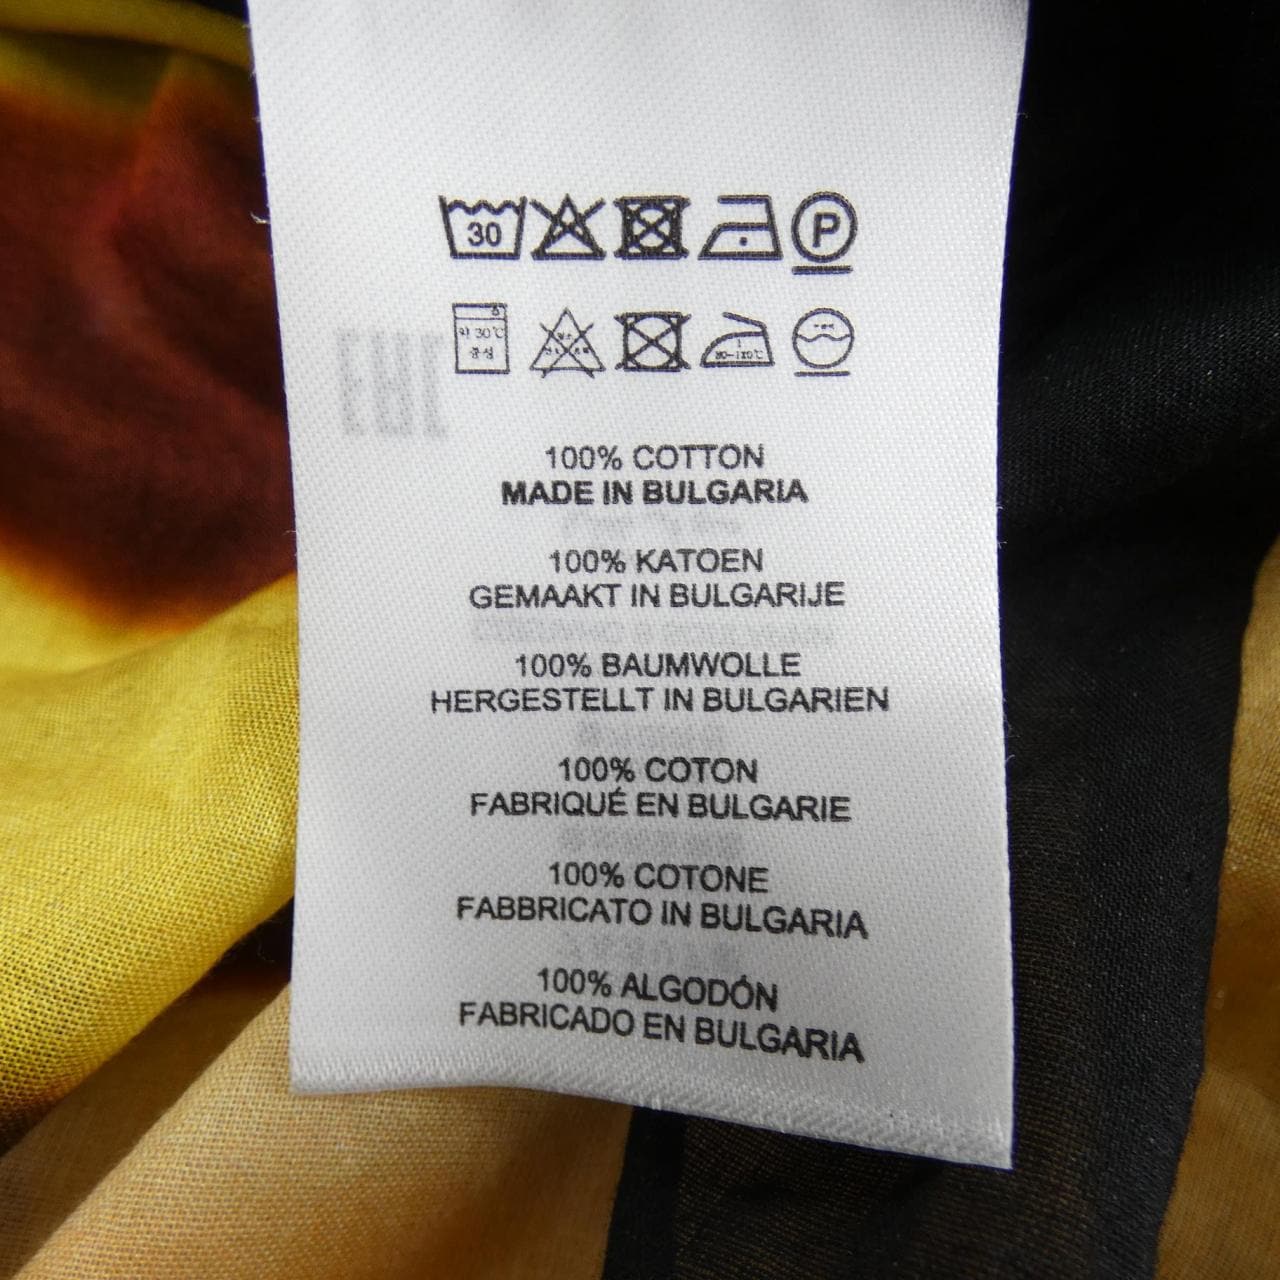 30
P
100% COTTON
MADE IN BULGARIA
100% KATOEN
GEMAAKT IN BULGARIJE
100% BAUMWOLLE
HERGESTELLT IN BULGARIEN
100% COTON
FABRIQUÉ EN BULGARIE
100% COTONE
FABBRICATO IN BULGARIA
100% ALGODÓN
FABRICADO EN BULGARIA